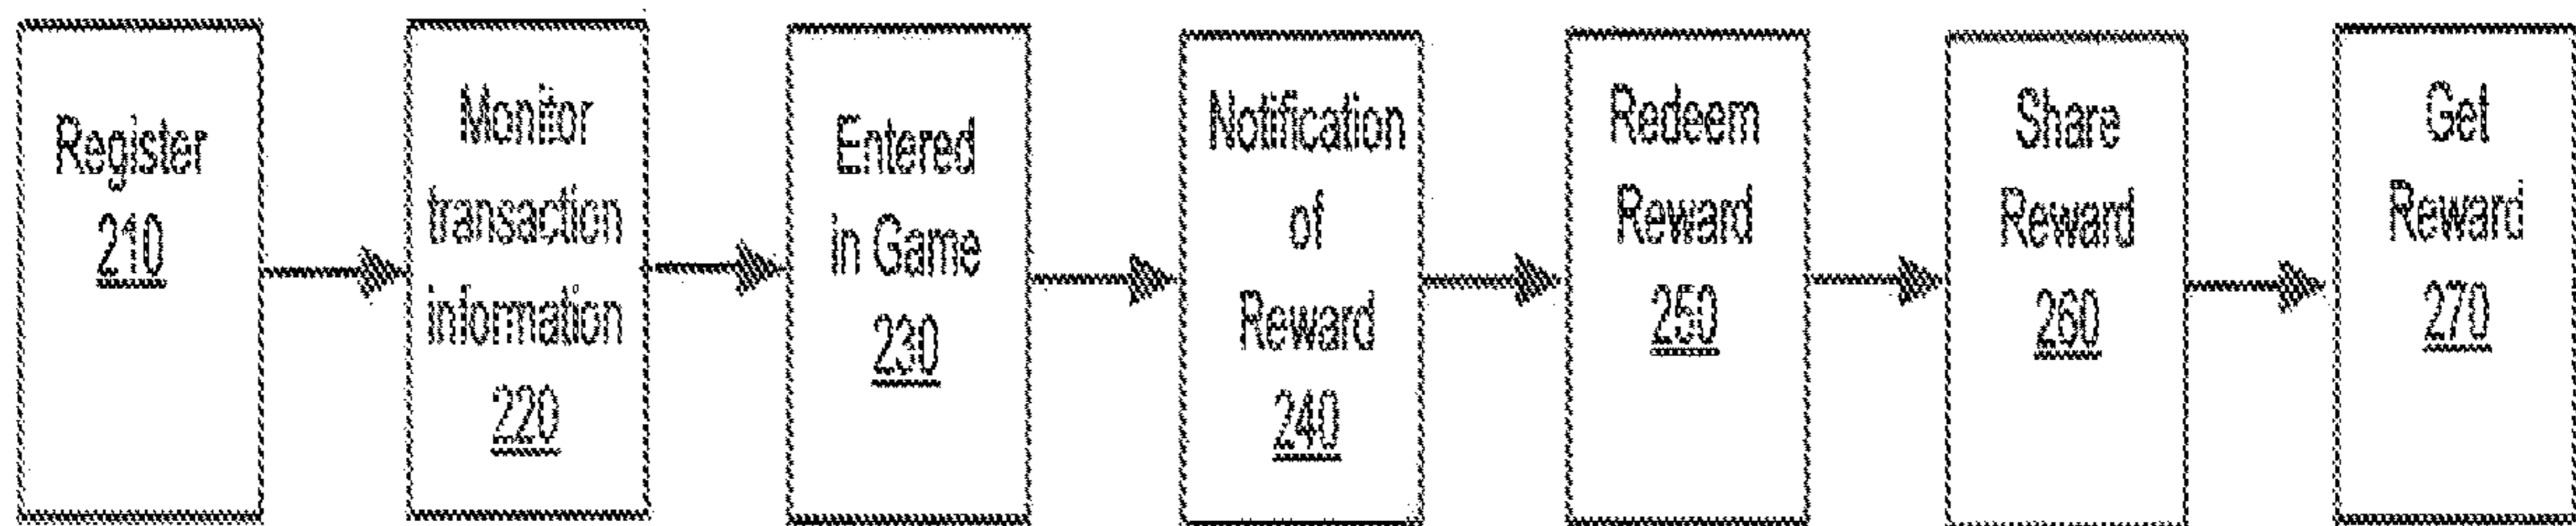 Register
210
Monitor
transaction
information
220
Entered
in Game
230
Notification
of
Reward
240
Redeem
Reward
250
Share
Reward
260
Get
Reward
270